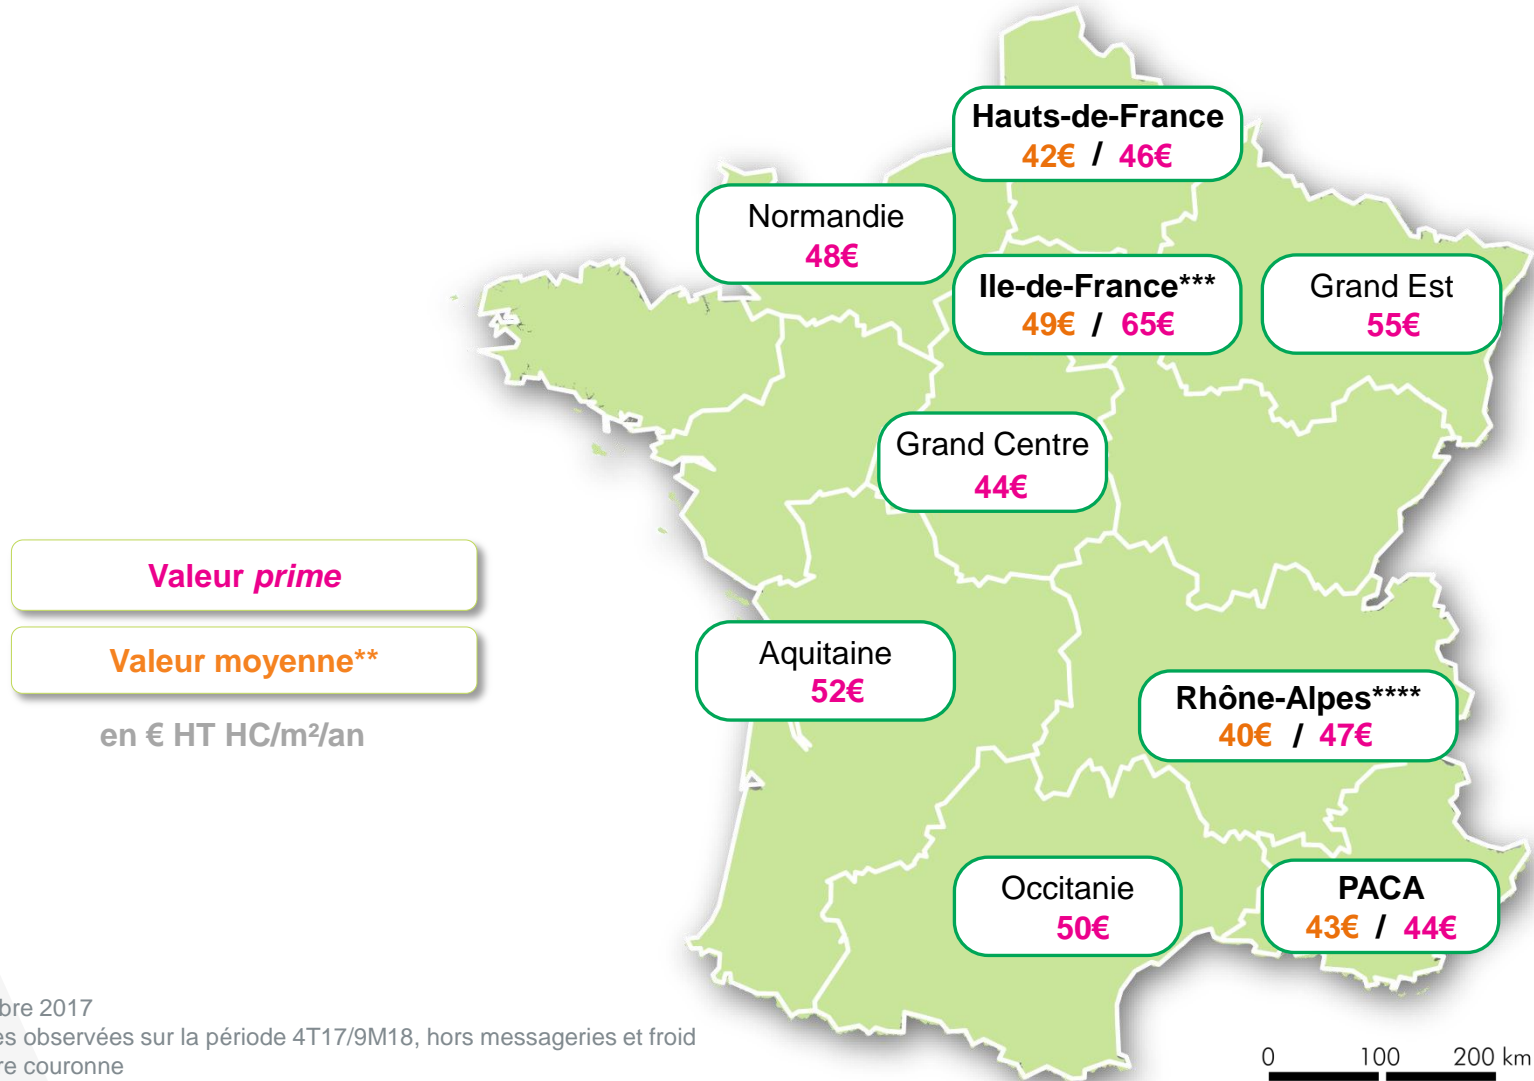 Hauts-de-France
42€ / 46€
Normandie
48€
Ile-de-France***
49€ / 65€
Grand Est
55€
Grand Centre
44€
Valeur prime
Valeur moyenne**
en € HT HC/m²/an
Aquitaine
52€
Rhône-Alpes****
40€ / 47€
Occitanie
50€
PACA
43€ / 44€
bre 2017
es observées sur la période 4T17/9M18, hors messageries et froid
re couronne
0 100 200 km